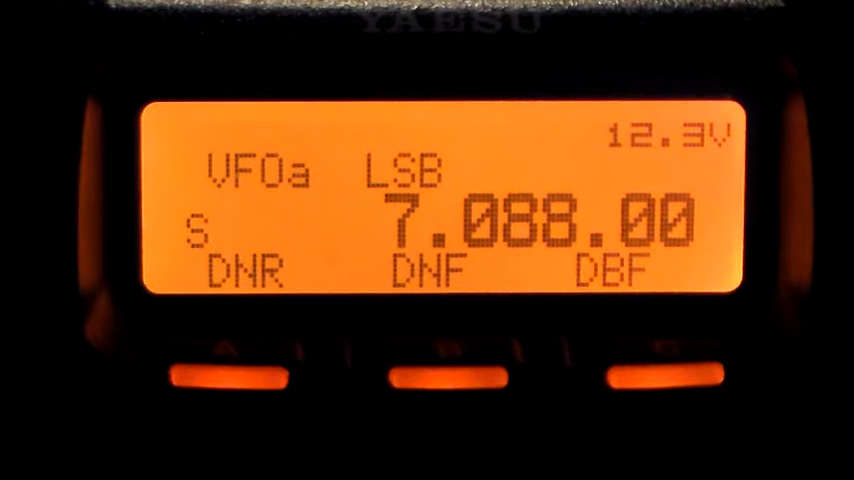 YAESU
12.3V
VFOa LSB
7.088.00
S
DNR DNF DBF
A B C